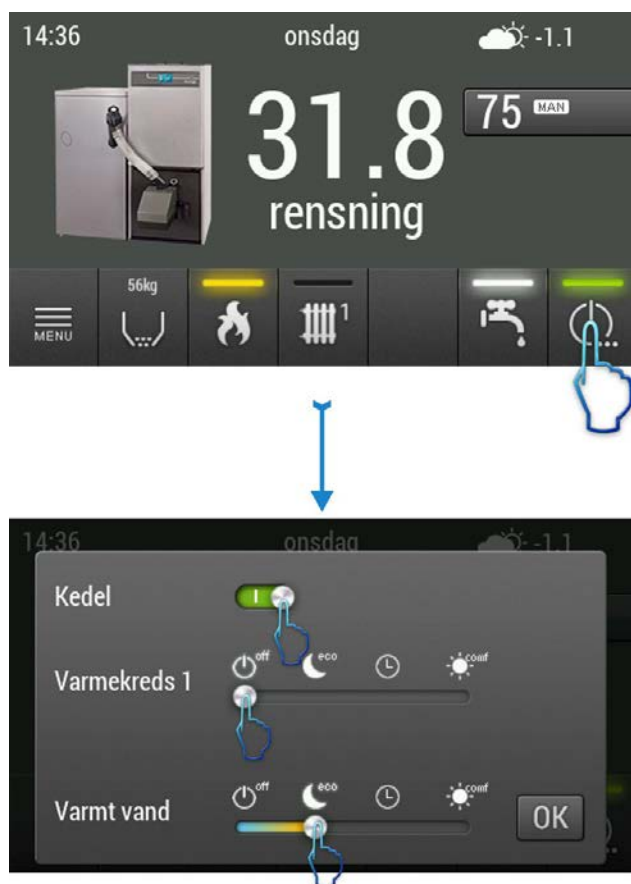 14:36 onsdag -1.1
31.8 75 MAN
rensning
56kg
MENU 1
14:36 onsdag -1.1
Kedel I
off eco comf
Varmekreds 1
off eco comf
Varmt vand
OK